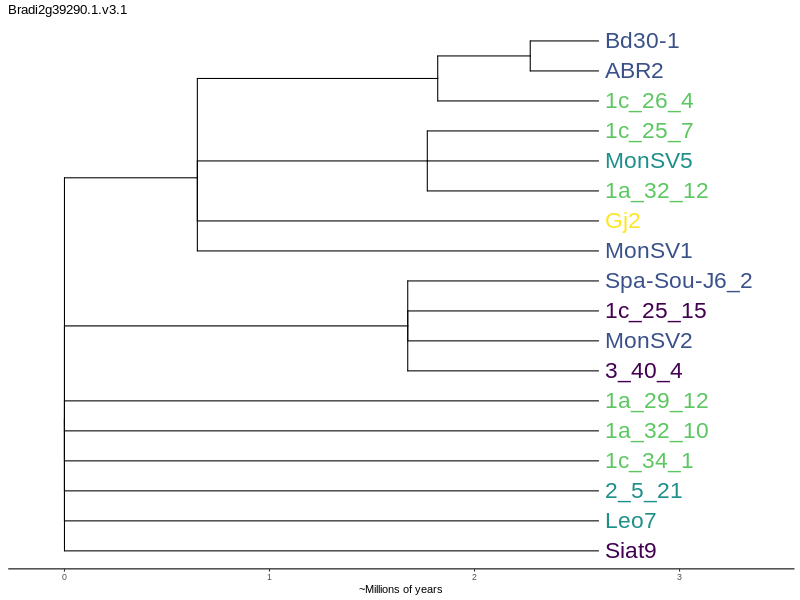 Bradi2g39290.1.v3.1
Bd30-1
ABR2
1c_26_4
1c_25_7
MonSV5
1a_32_12
Gj2
MonSV1
Spa-Sou-J6_2
1c_25_15
MonSV2
3_40_4
1a_29_12
1a_32_10
1c_34_1
2_5_21
Leo7
Siat9
0 1 2 3
~Millions of years